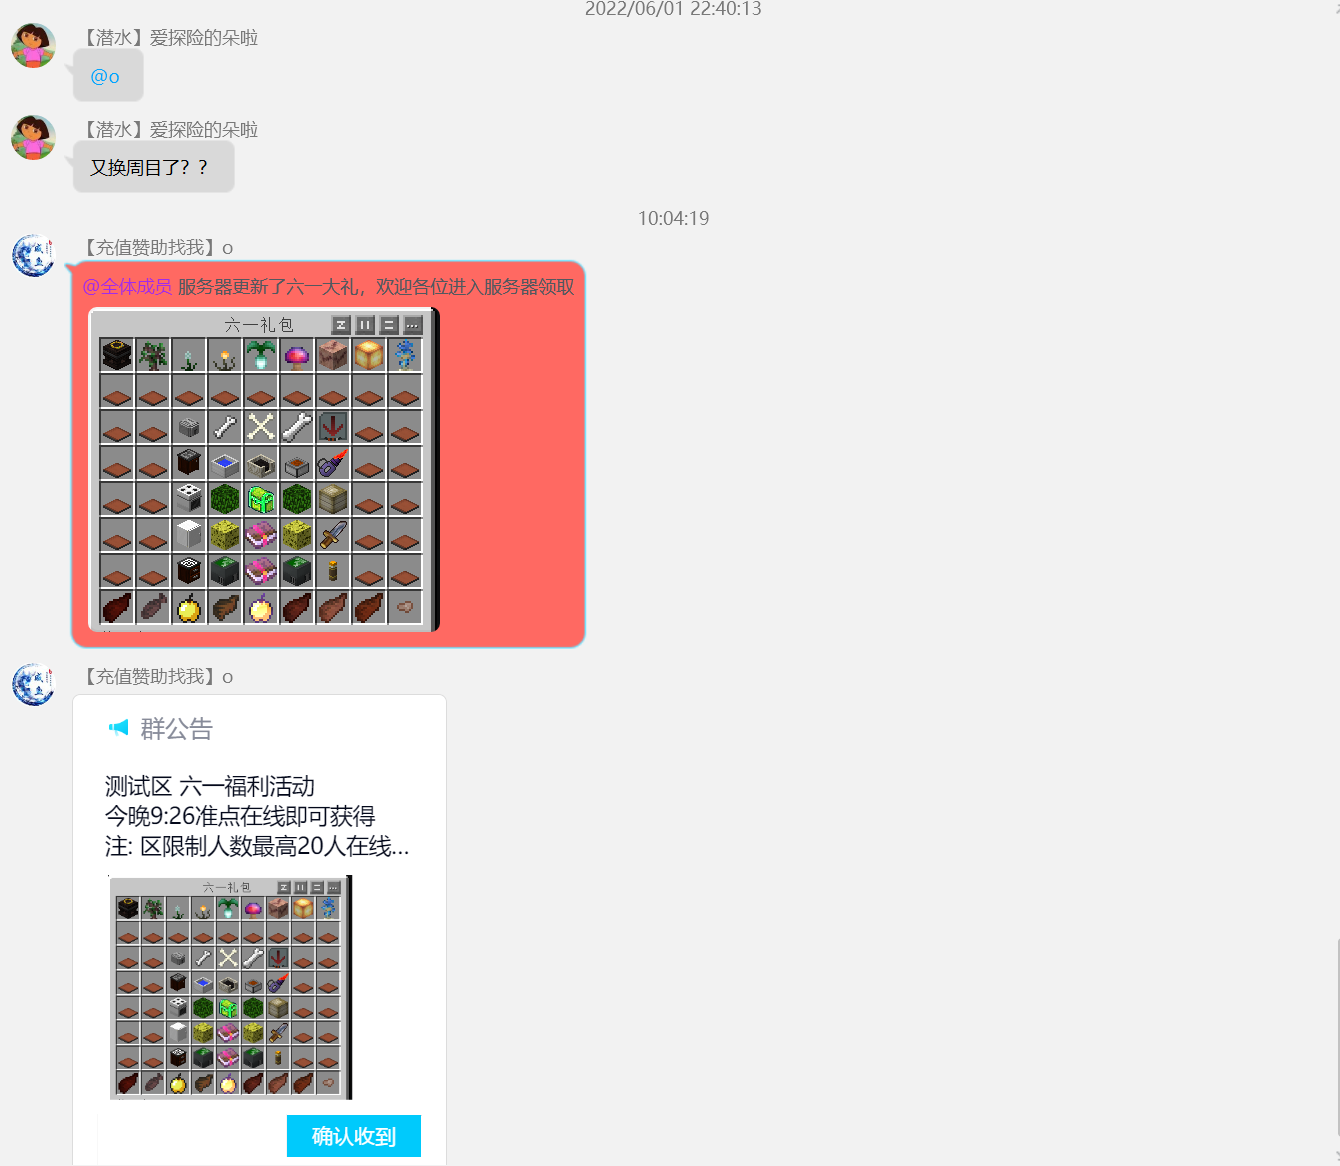 2022/06/01 22:40:13
【潜水】爱探险的朵啦
@o
【潜水】爱探险的朵啦
又换周目了？？
10:04:19
【充值赞助找我】o
@全体成员 服务器更新了六一大礼，欢迎各位进入服务器领取
六一礼包
【充值赞助找我】o
群公告
测试区 六一福利活动
今晚9:26准点在线即可获得
注: 区限制人数最高20人在线...
六一礼包
确认收到